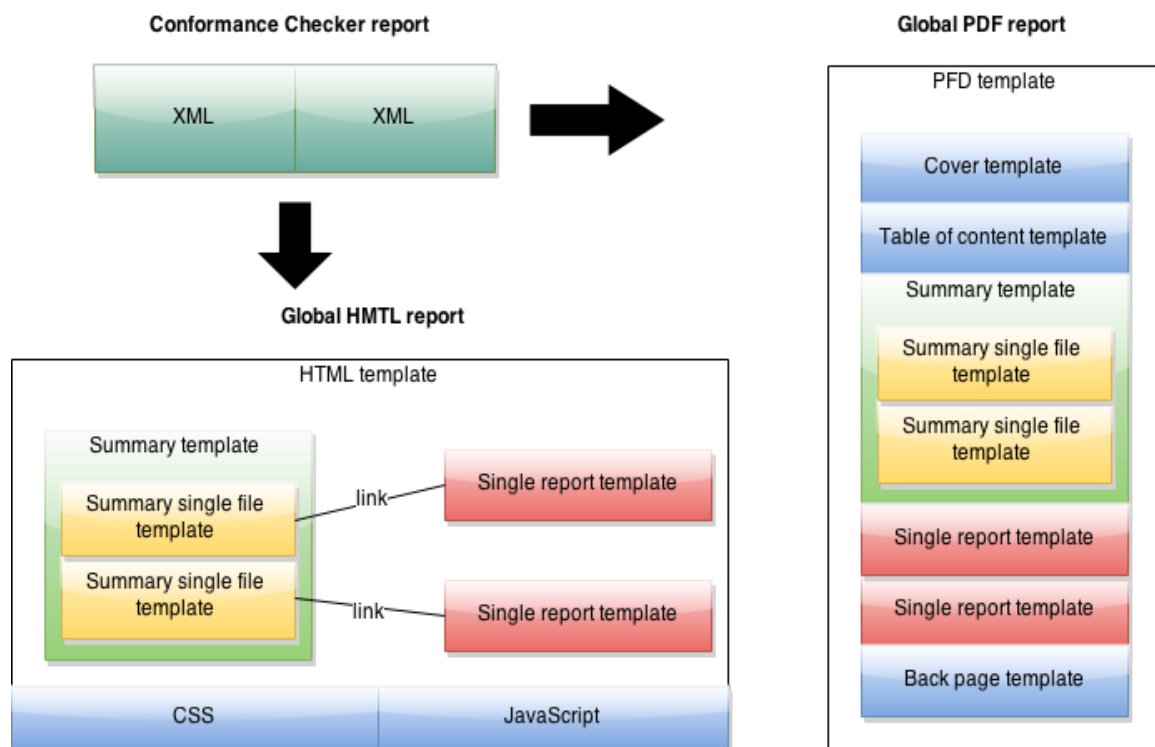 Conformance Checker report
XML
XML
Global HMTL report
HTML template
Summary template
Summary single file
template
Summary single file
template
link
link
Single report template
Single report template
CSS
JavaScript
Global PDF report
PFD template
Cover template
Table of content template
Summary template
Summary single file
template
Summary single file
template
Single report template
Single report template
Back page template